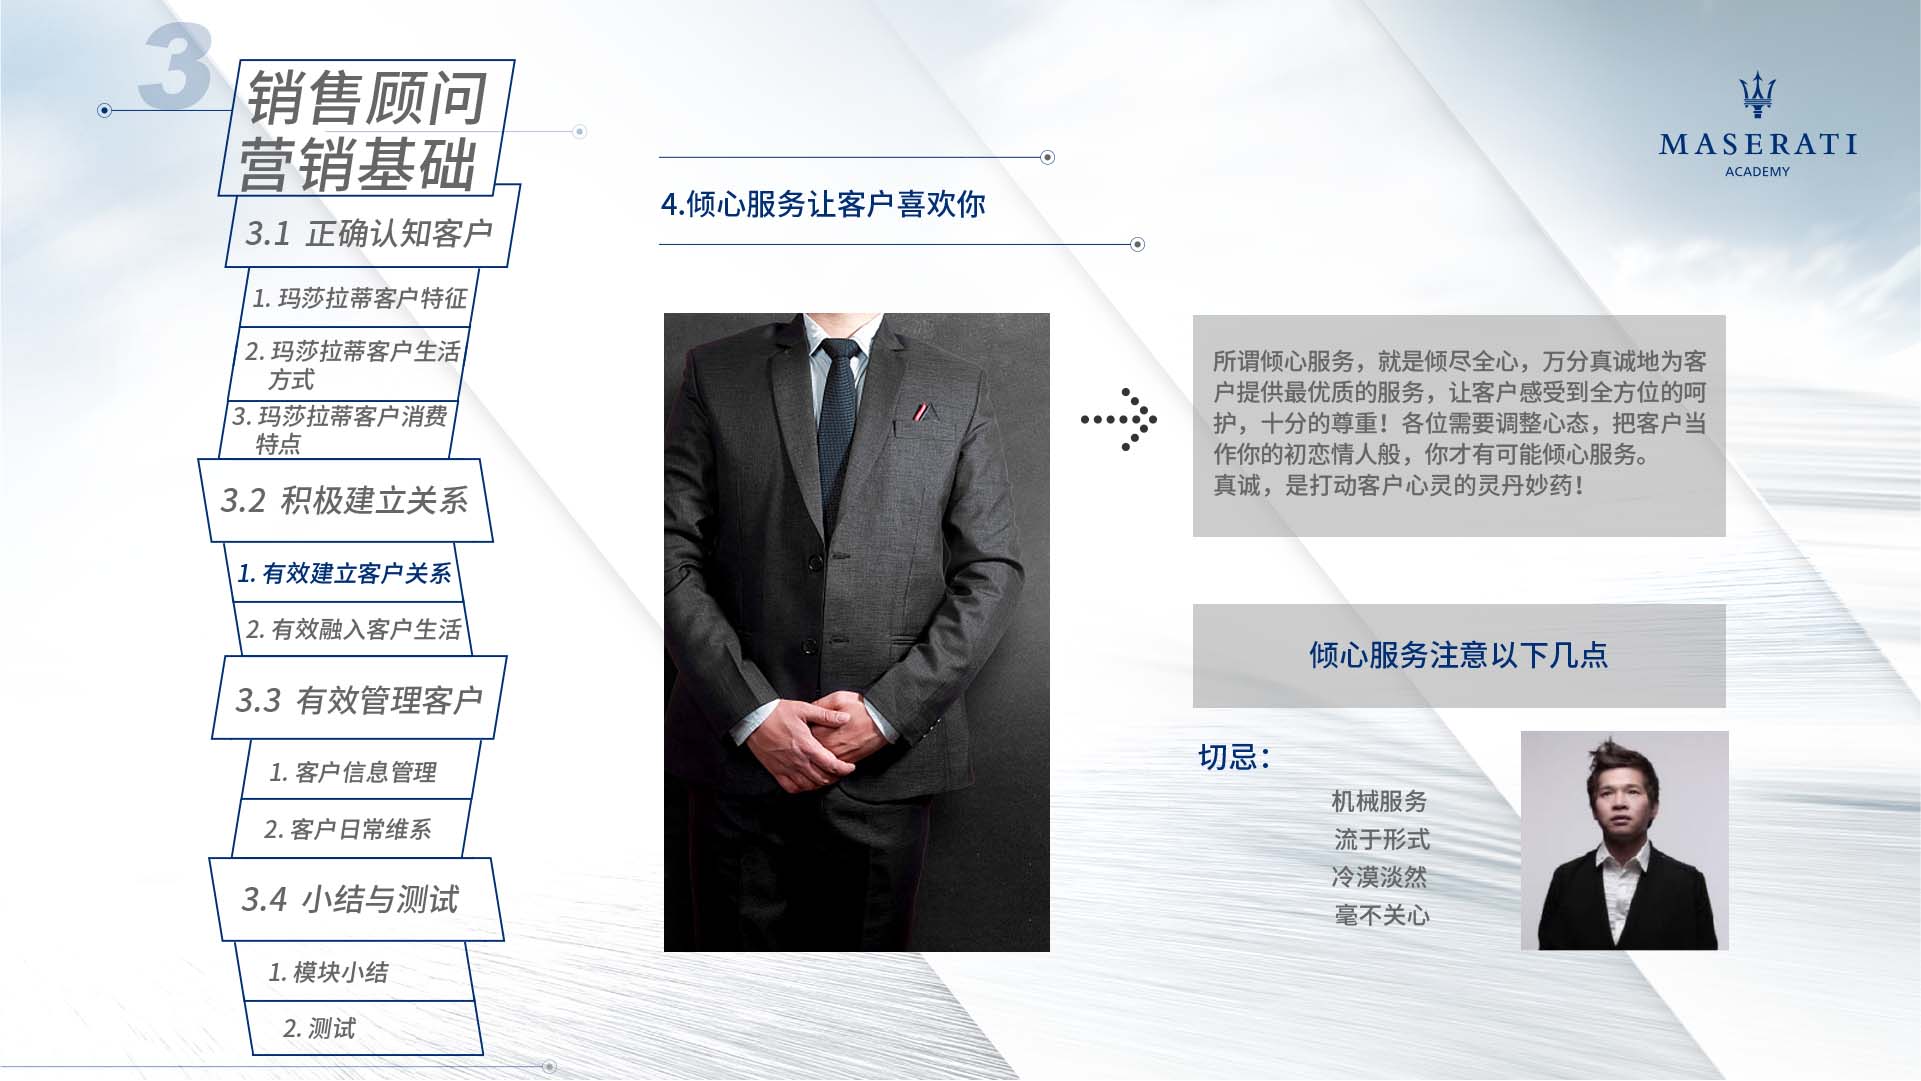 3
销售顾问
营销基础
3.1 正确认知客户
1. 玛莎拉蒂客户特征
2. 玛莎拉蒂客户生活
方式
3. 玛莎拉蒂客户消费
特点
3.2 积极建立关系
1. 有效建立客户关系
2. 有效融入客户生活
3.3 有效管理客户
1. 客户信息管理
2. 客户日常维系
3.4 小结与测试
1. 模块小结
2. 测试
4.倾心服务让客户喜欢你
所谓倾心服务，就是倾尽全心，万分真诚地为客
户提供最优质的服务，让客户感受到全方位的呵
护，十分的尊重！各位需要调整心态，把客户当
作你的初恋情人般，你才有可能倾心服务。
真诚，是打动客户心灵的灵丹妙药！
倾心服务注意以下几点
切忌：
机械服务
流于形式
冷漠淡然
毫不关心
MASERATI
ACADEMY